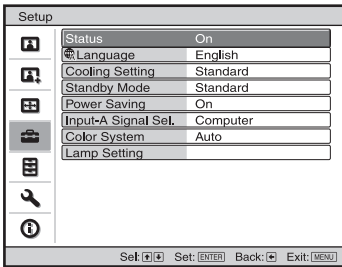 Setup
Status On
Language English
Cooling Setting Standard
Standby Mode Standard
Power Saving On
Input-A Signal Sel. Computer
Color System Auto
Lamp Setting
Sel: Set: ENTER Back: Exit: MENU